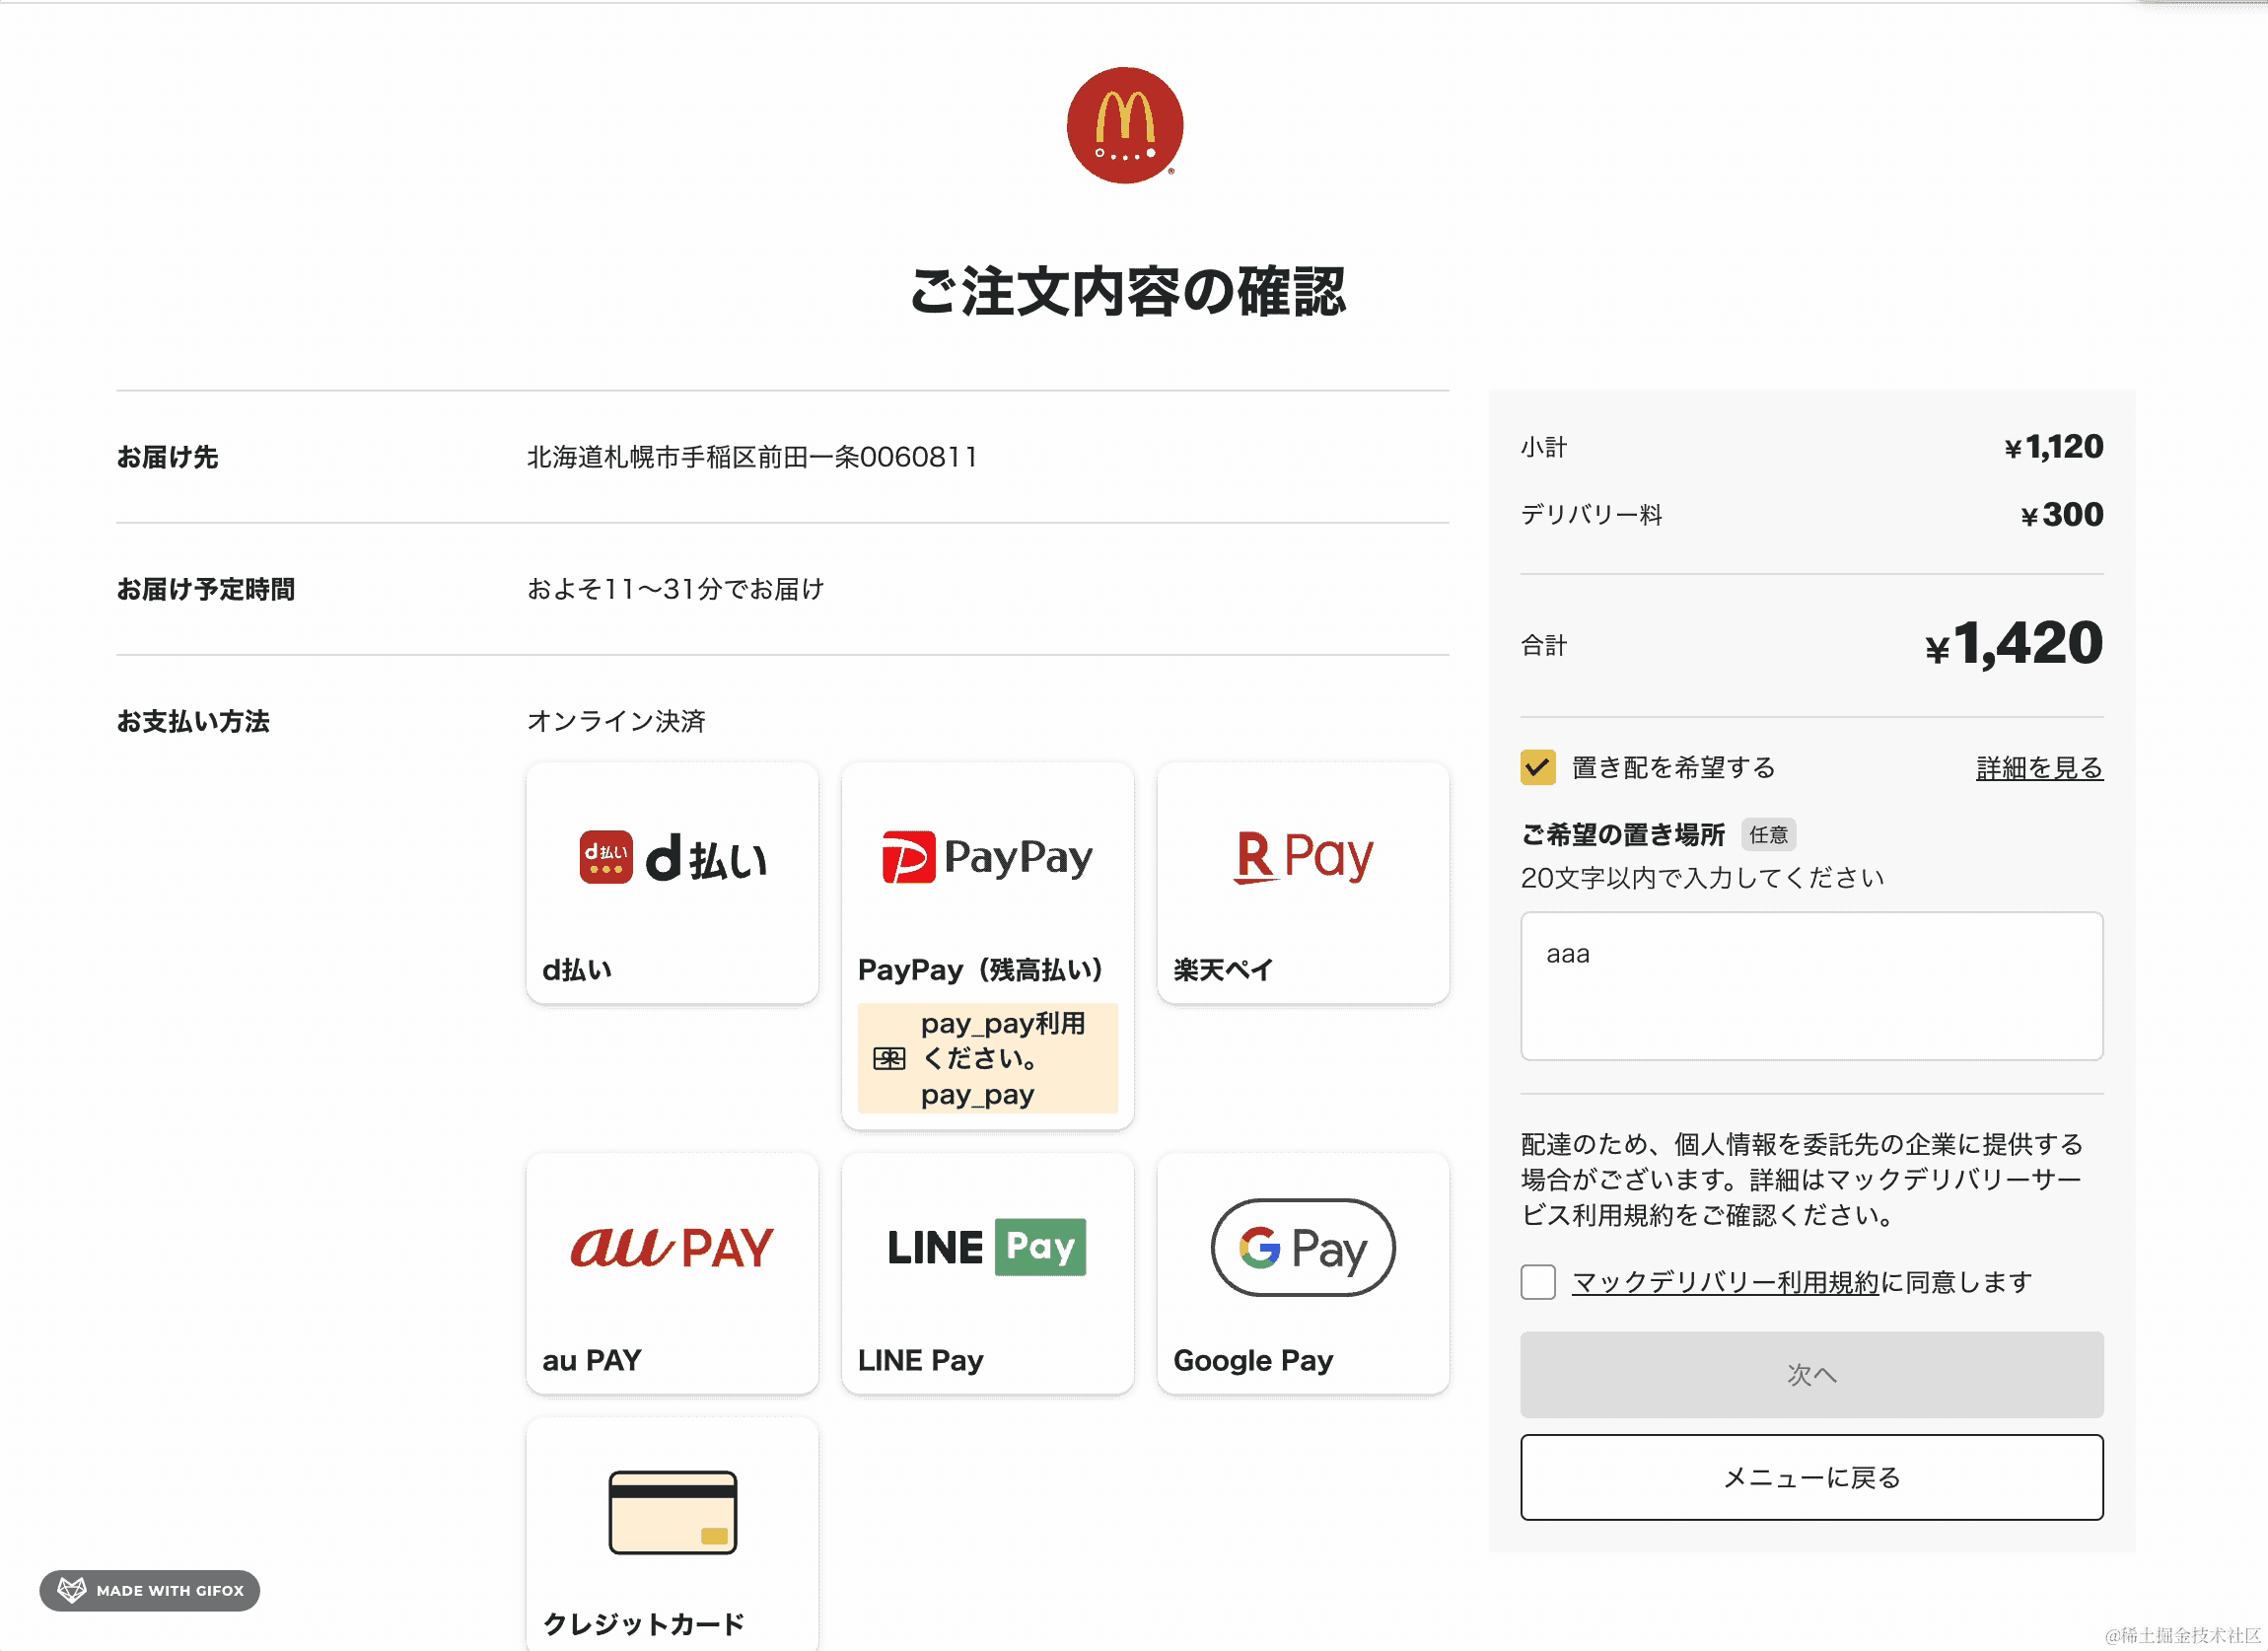 ご注文内容の確認
お届け先
北海道札幌市手稲区前田一条0060811
お届け予定時間
およそ11〜31分でお届け
お支払い方法
オンライン決済
d払い
d払い
PayPay
R Pay
d払い
PayPay（残高払い）
楽天ペイ
pay_pay利用
ください。
pay_pay
au PAY
LINE Pay
G Pay
au PAY
LINE Pay
Google Pay
クレジットカード
小計
¥1,120
デリバリー料
¥300
合計
¥1,420
置き配を希望する
詳細を見る
ご希望の置き場所 任意
20文字以内で入力してください
aaa
配達のため、個人情報を委託先の企業に提供する
場合がございます。詳細はマックデリバリーサー
ビス利用規約をご確認ください。
マックデリバリー利用規約に同意します
次へ
メニューに戻る
MADE WITH GIFOX
@稀土掘金技术社区